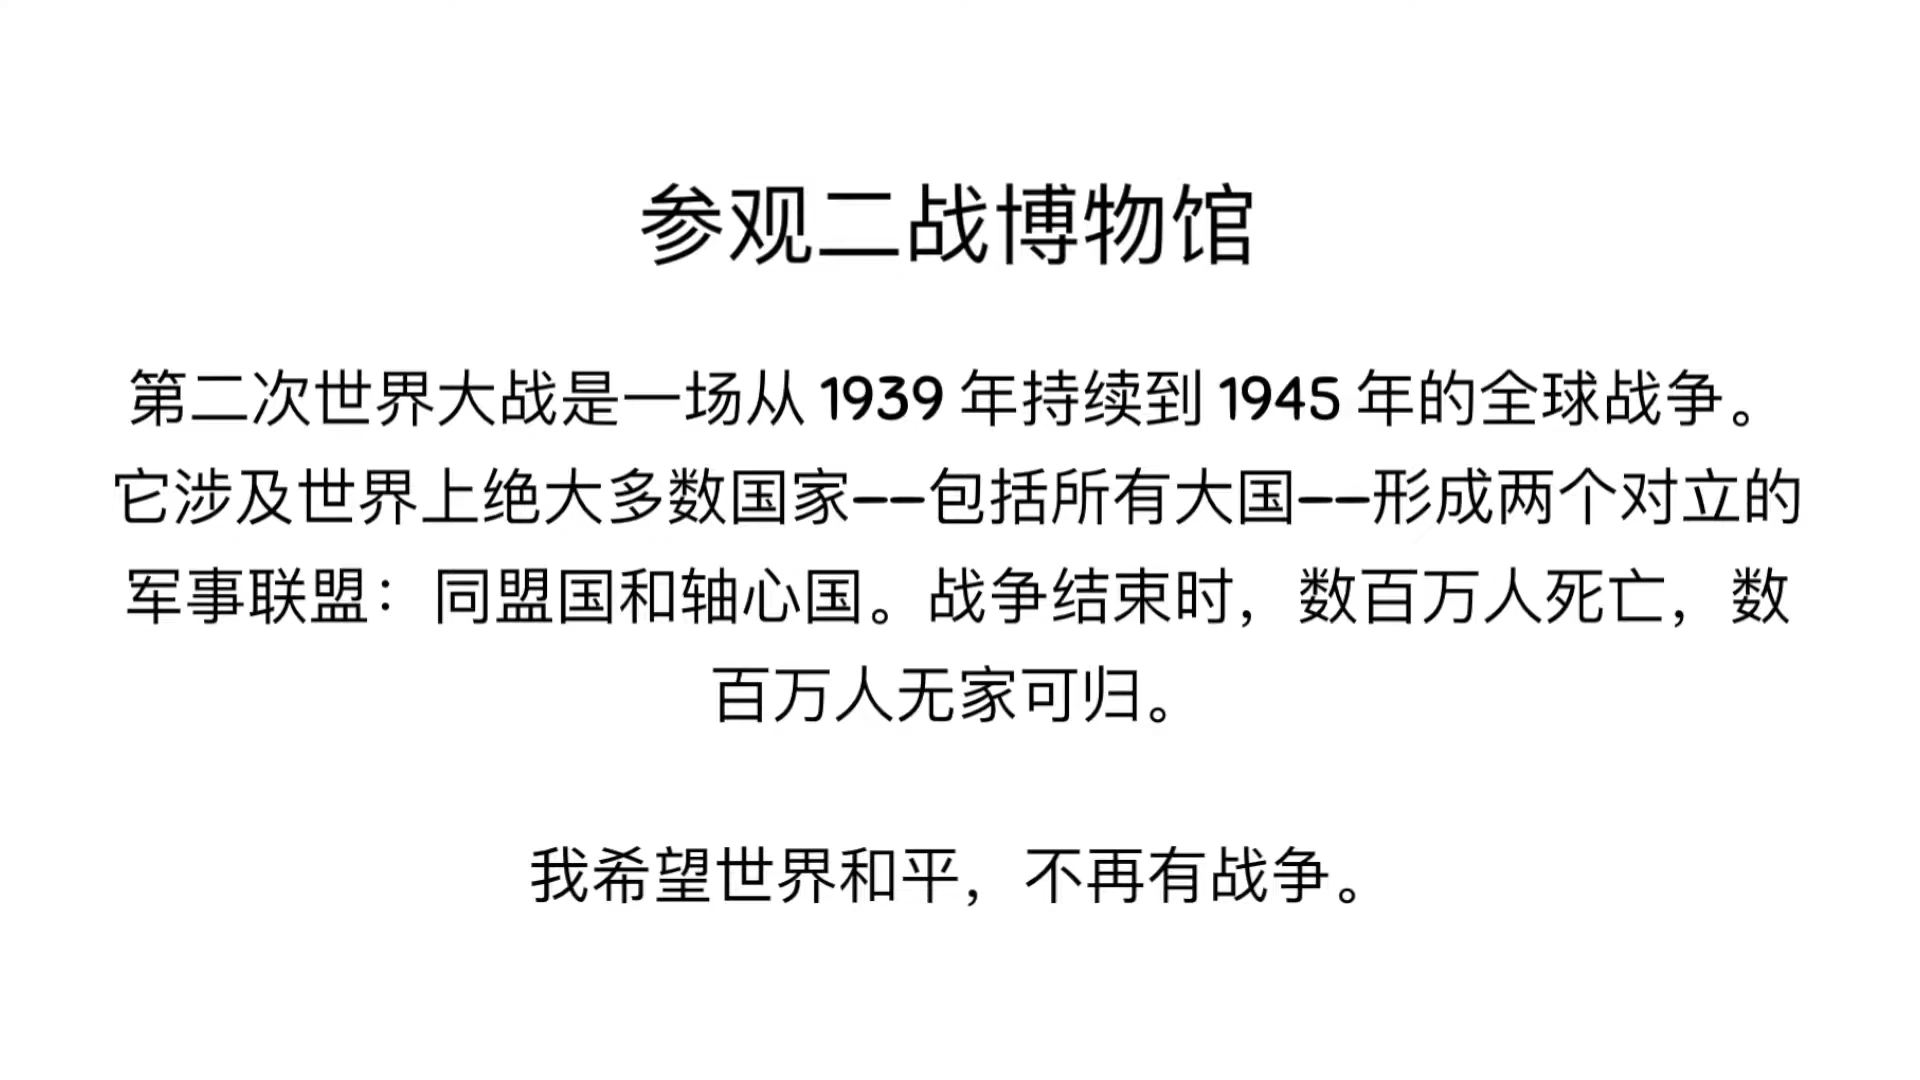 参观二战博物馆
第二次世界大战是一场从 1939 年持续到 1945 年的全球战争。
它涉及世界上绝大多数国家——包括所有大国——形成两个对立的
军事联盟：同盟国和轴心国。战争结束时，数百万人死亡，数
百万人无家可归。
我希望世界和平，不再有战争。